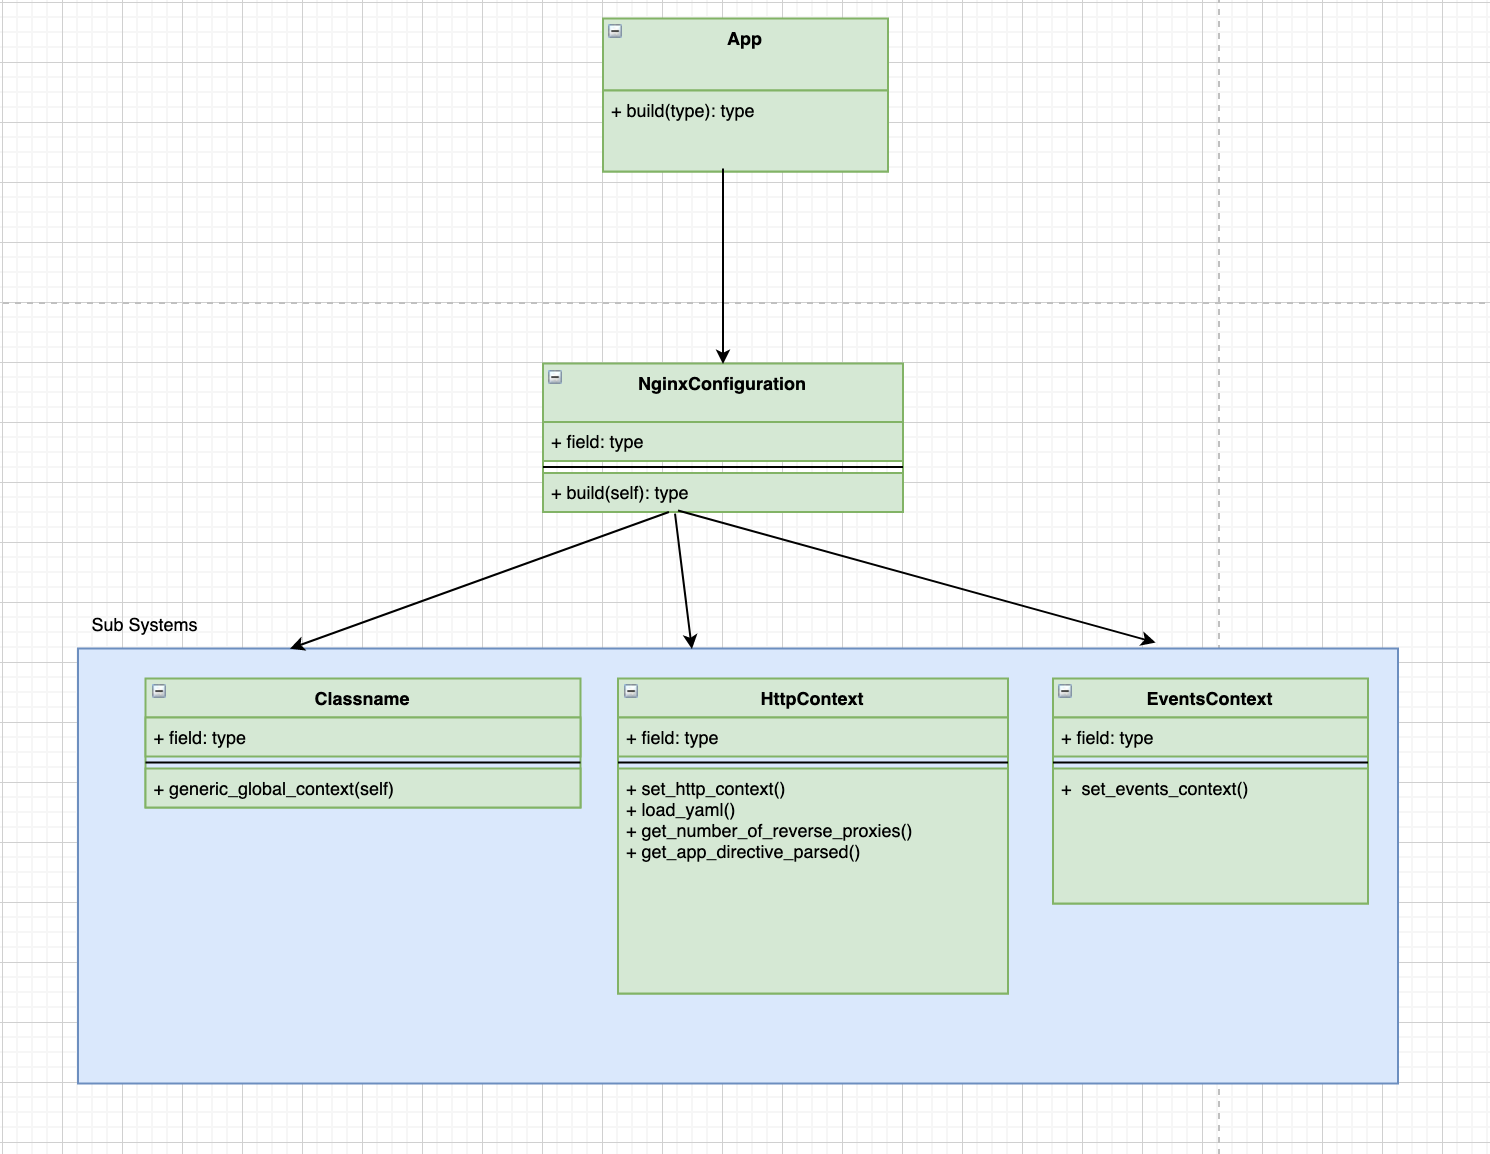 App
+ build(type): type
NginxConfiguration
+ field: type
+ build(self): type
Sub Systems
Classname
+ field: type
+ generic_global_context(self)
HttpContext
+ field: type
+ set_http_context()
+ load_yaml()
+ get_number_of_reverse_proxies()
+ get_app_directive_parsed()
EventsContext
+ field: type
+  set_events_context()